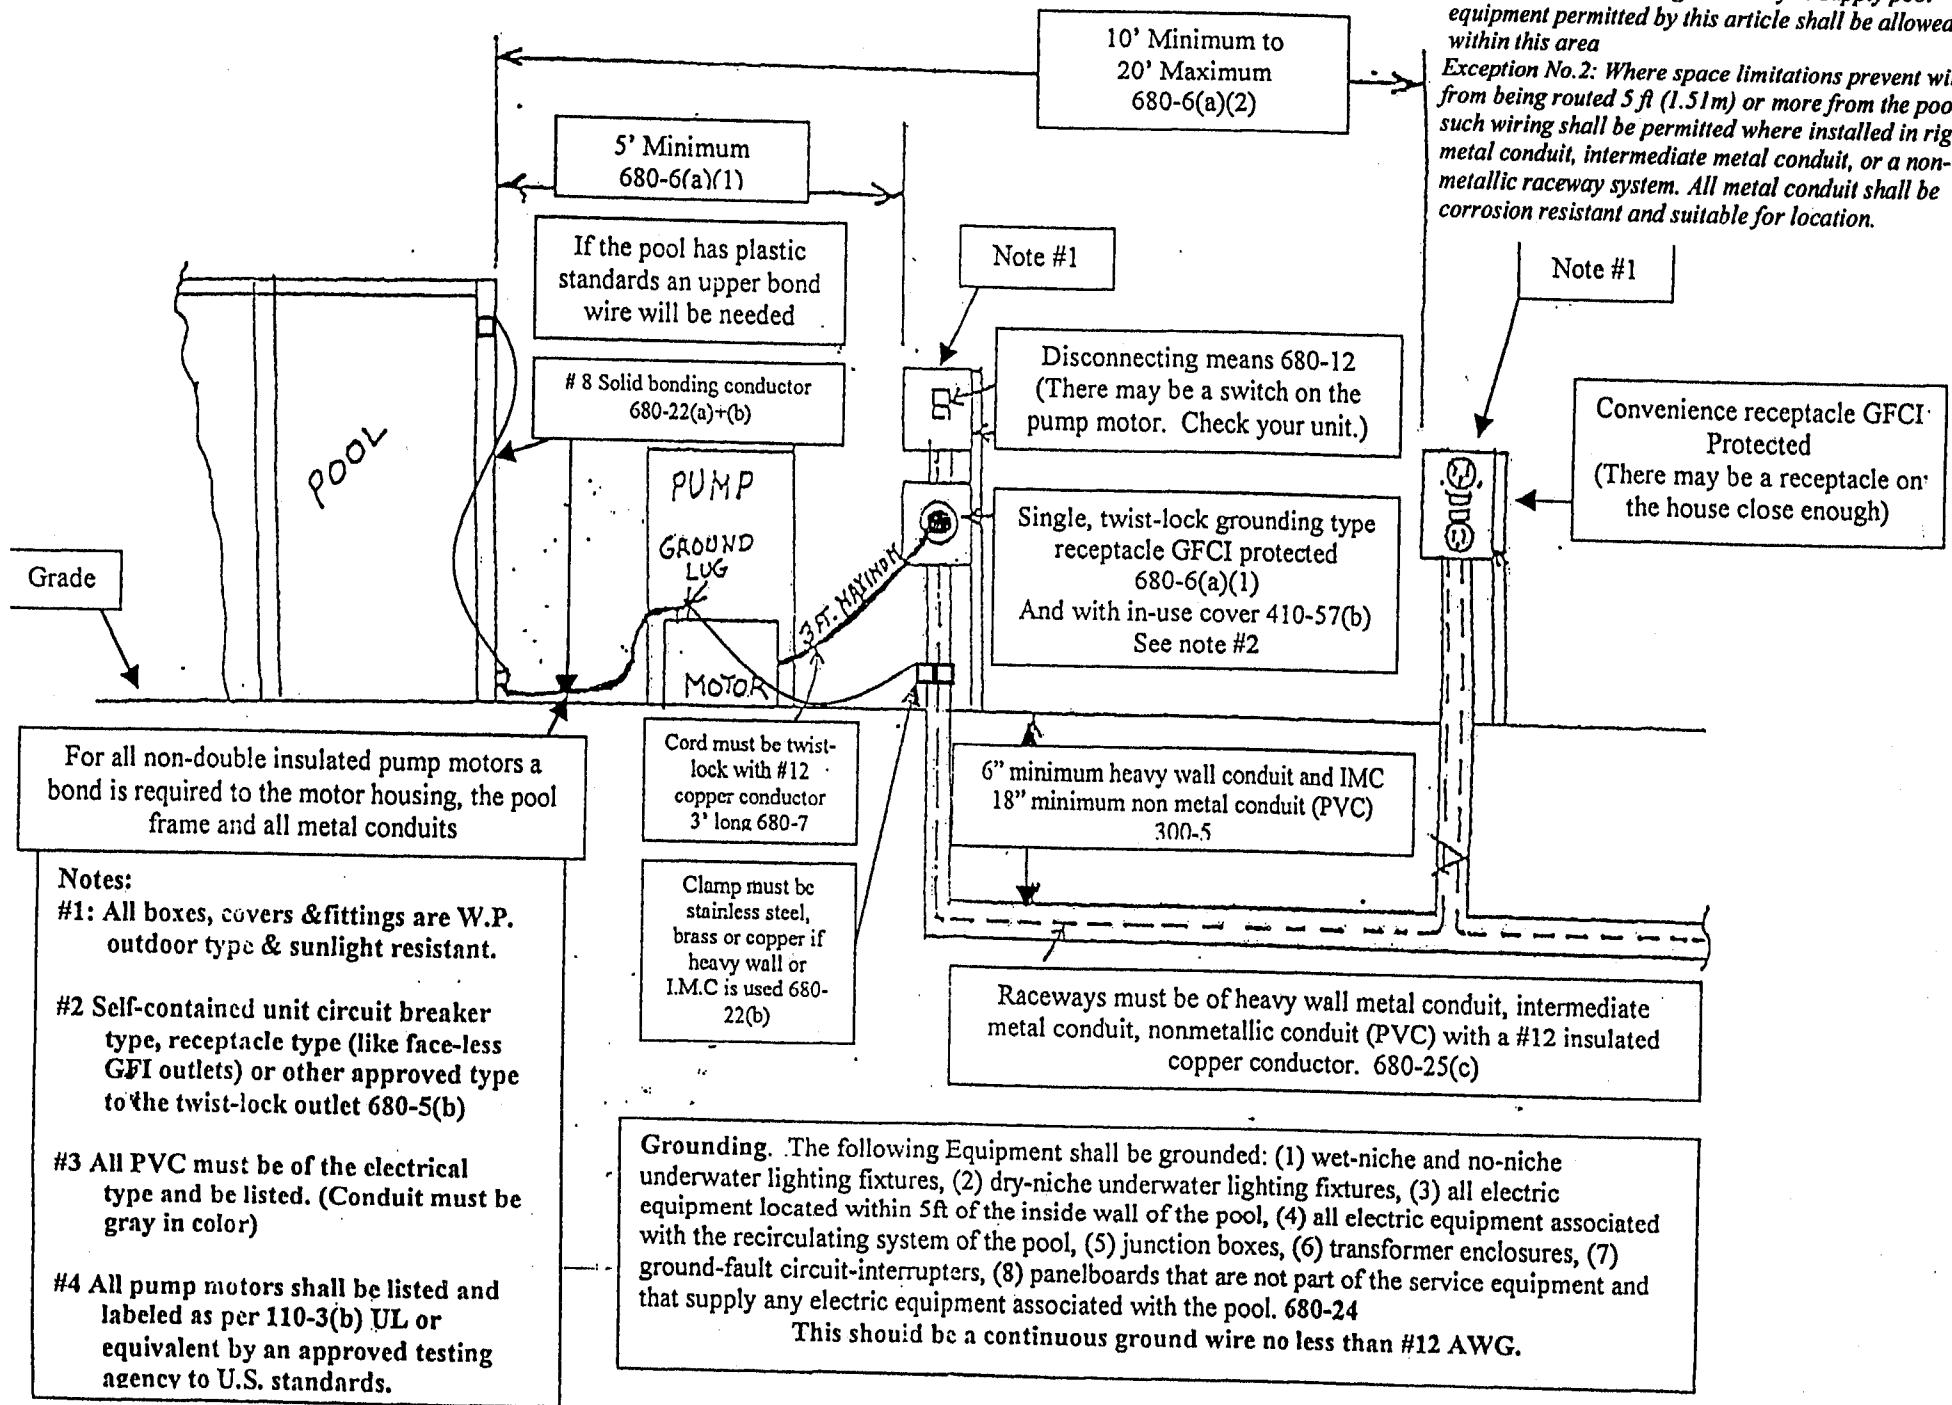 equipment permitted by this article shall be allowed
within this area
Exception No.2: Where space limitations prevent
from being routed 5 ft (1.51m) or more from the
such wiring shall be permitted where installed in
metal conduit, intermediate metal conduit, or a non-
metallic raceway system. All metal conduit shall be
corrosion resistant and suitable for location.
10' Minimum to
20' Maximum
680-6(a)(2)
5' Minimum
680-6(a)(1)
If the pool has plastic
standards an upper bond
wire will be needed
Note #1
Note #1
# 8 Solid bonding conductor
680-22(a)+(b)
Disconnecting means 680-12
(There may be a switch on the
pump motor. Check your unit.)
Convenience receptacle GFCI
Protected
(There may be a receptacle on
the house close enough)
POOL
PUMP
GROUND
LUG
3 FT. MAXIMUM
MOTOR
Single, twist-lock grounding type
receptacle GFCI protected
680-6(a)(1)
And with in-use cover 410-57(b)
See note #2
Grade
For all non-double insulated pump motors a
bond is required to the motor housing, the pool
frame and all metal conduits
Cord must be twist-
lock with #12
copper conductor
3' long 680-7
6" minimum heavy wall conduit and IMC
18" minimum non metal conduit (PVC)
300-5
Clamp must be
stainless steel,
brass or copper if
heavy wall or
I.M.C is used 680-
22(b)
Raceways must be of heavy wall metal conduit, intermediate
metal conduit, nonmetallic conduit (PVC) with a #12 insulated
copper conductor. 680-25(c)
Notes:
#1: All boxes, covers &fittings are W.P.
outdoor type & sunlight resistant.
#2 Self-contained unit circuit breaker
type, receptacle type (like face-less
GFI outlets) or other approved type
to the twist-lock outlet 680-5(b)
#3 All PVC must be of the electrical
type and be listed. (Conduit must be
gray in color)
#4 All pump motors shall be listed and
labeled as per 110-3(b) UL or
equivalent by an approved testing
agency to U.S. standards.
Grounding. The following Equipment shall be grounded: (1) wet-niche and no-niche
underwater lighting fixtures, (2) dry-niche underwater lighting fixtures, (3) all electric
equipment located within 5ft of the inside wall of the pool, (4) all electric equipment associated
with the recirculating system of the pool, (5) junction boxes, (6) transformer enclosures, (7)
ground-fault circuit-interrupters, (8) panelboards that are not part of the service equipment and
that supply any electric equipment associated with the pool. 680-24
This should be a continuous ground wire no less than #12 AWG.